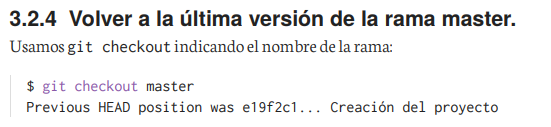 3.2.4 Volver a la última versión de la rama master.
Usamos git checkout indicando el nombre de la rama:
$ git checkout master
Previous HEAD position was e19f2c1... Creación del proyecto